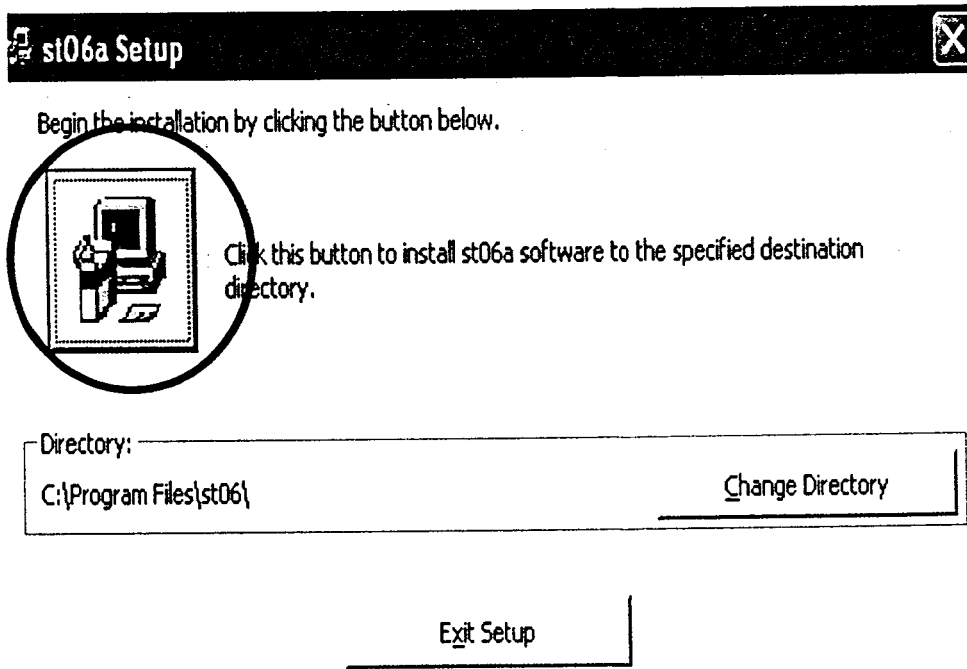 st06a Setup
Begin the installation by clicking the button below.
Click this button to install st06a software to the specified destination
directory.
Directory:
C:\Program Files\st06\
Change Directory
Exit Setup